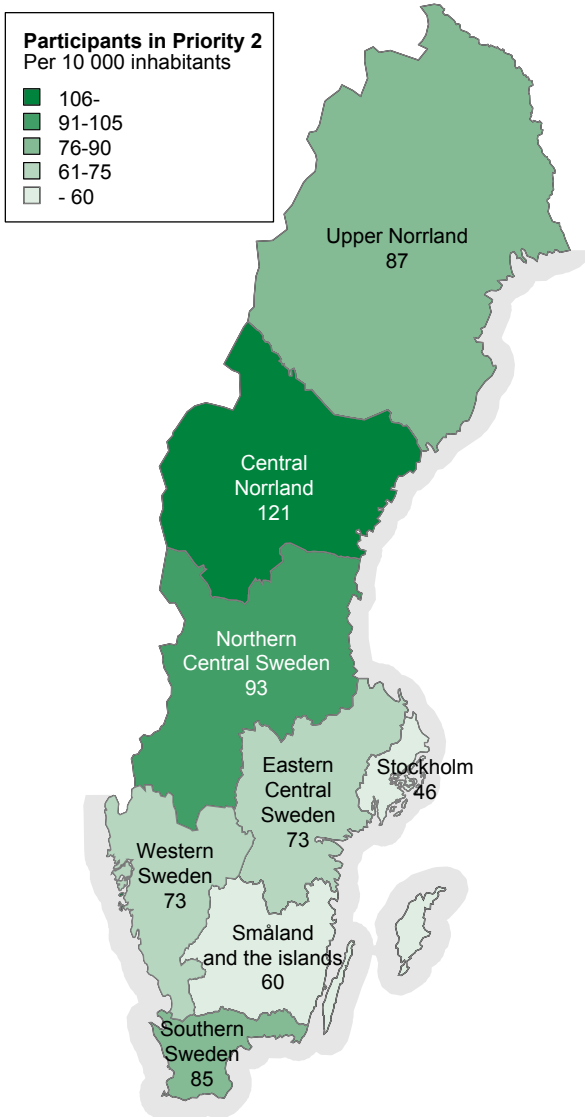 Participants in Priority 2
Per 10 000 inhabitants
106-
91-105
76-90
61-75
- 60
Upper Norrland
87
Central
Norrland
121
Northern
Central Sweden
93
Eastern
Central
Sweden
73
Stockholm
46
Western
Sweden
73
Småland
and the islands
60
Southern
Sweden
85